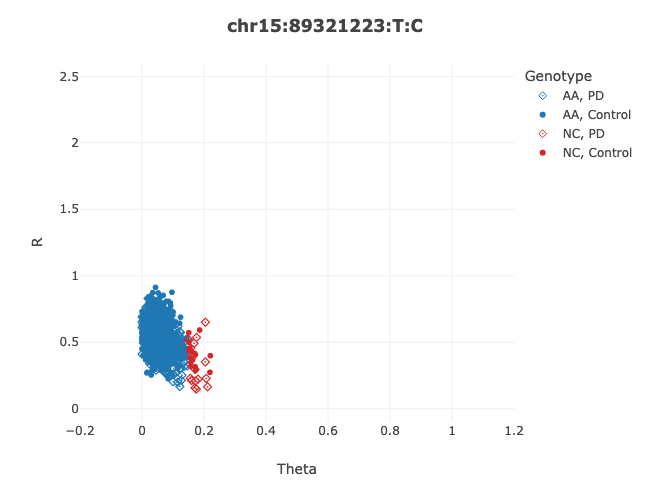 chr15:89321223:T:C
Genotype
AA, PD
AA, Control
NC, PD
NC, Control
2.5
2
1.5
1
0.5
0
R
−0.2
0
0.2
0.4
0.6
0.8
1
1.2
Theta